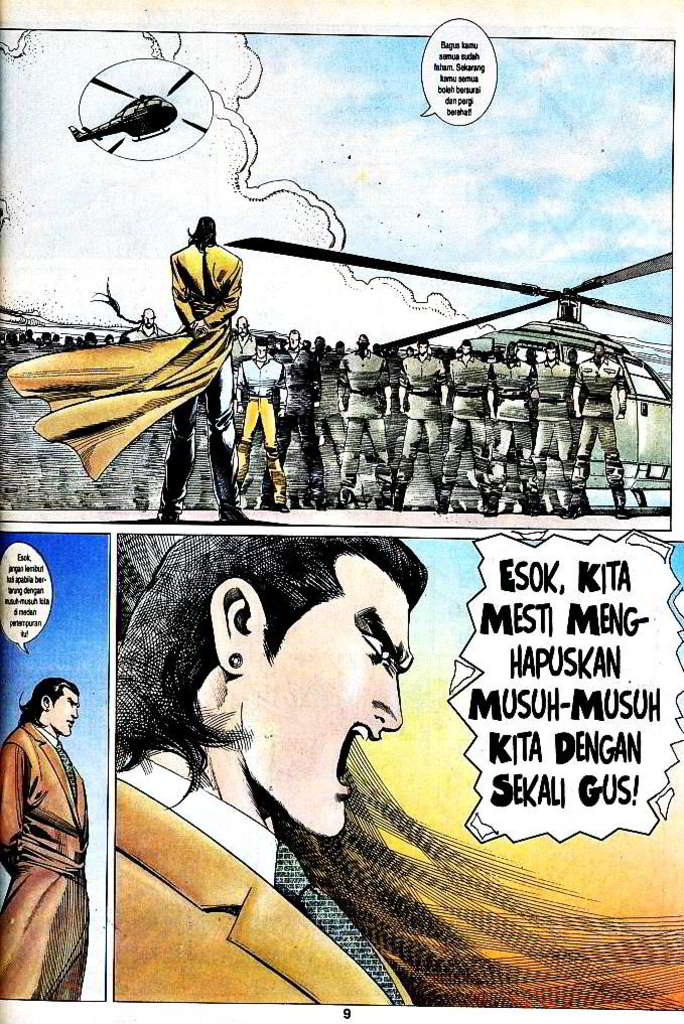 Bagus kamu
semua sudah
faham. Sekarang
kamu semua
boleh bersurai
dan pergi
berehat!
Esok,
jangan lembut
hati apabila ber-
tarung dengan
musuh-musuh kita
di medan
pertempuran
itu!
ESOK, KITA
MESTI MENG-
HAPUSKAN
MUSUH-MUSUH
KITA DENGAN
SEKALI GUS!
9